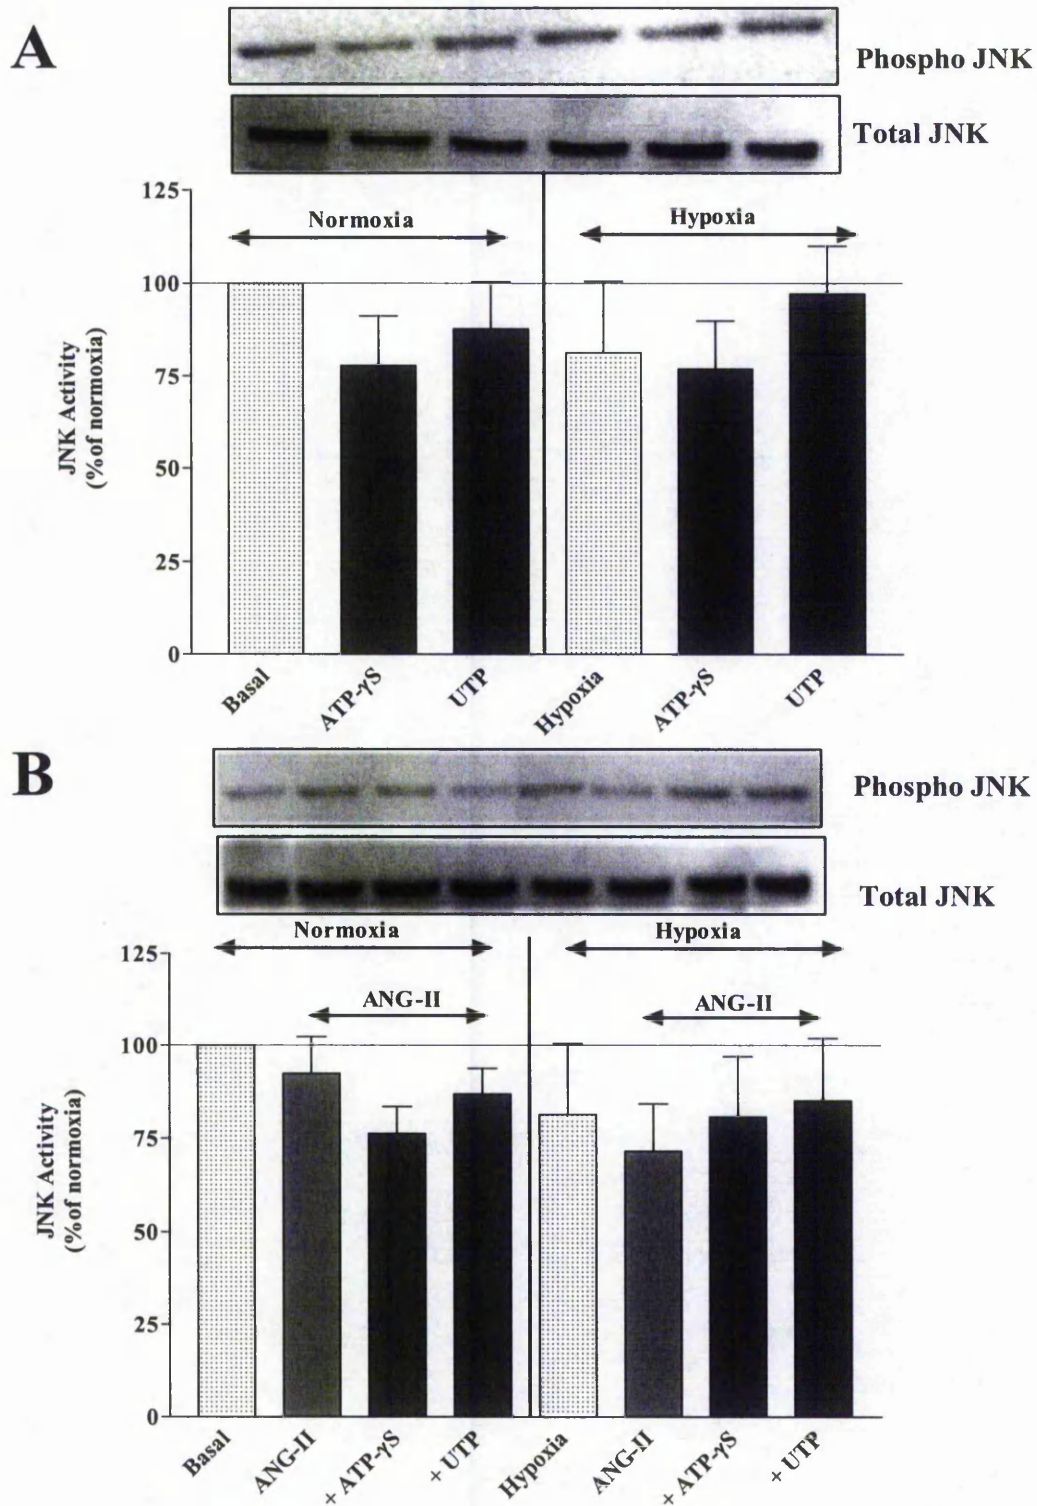 A
Phospho JNK
Total JNK
125
Normoxia
Hypoxia
100
75
50
25
0
JNK Activity
(%of normoxia)
Basal
ATP-γS
UTP
Hypoxia
ATP-γS
UTP
B
Phospho JNK
Total JNK
Normoxia
Hypoxia
125
ANG-II
ANG-II
100
75
50
25
0
JNK Activity
(%of normoxia)
Basal
ANG-II
+ ATP-γS
+ UTP
Hypoxia
ANG-II
+ ATP-γS
+ UTP